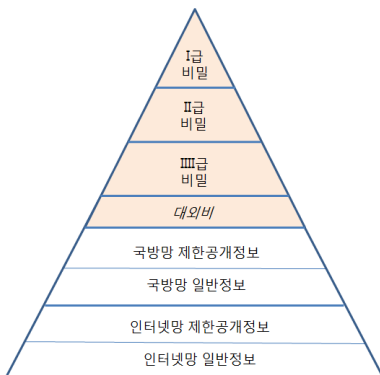 Ⅰ급
비밀
Ⅱ급
비밀
ⅡⅡ급
비밀
대외비
국방망 제한공개정보
국방망 일반정보
인터넷망 제한공개정보
인터넷망 일반정보